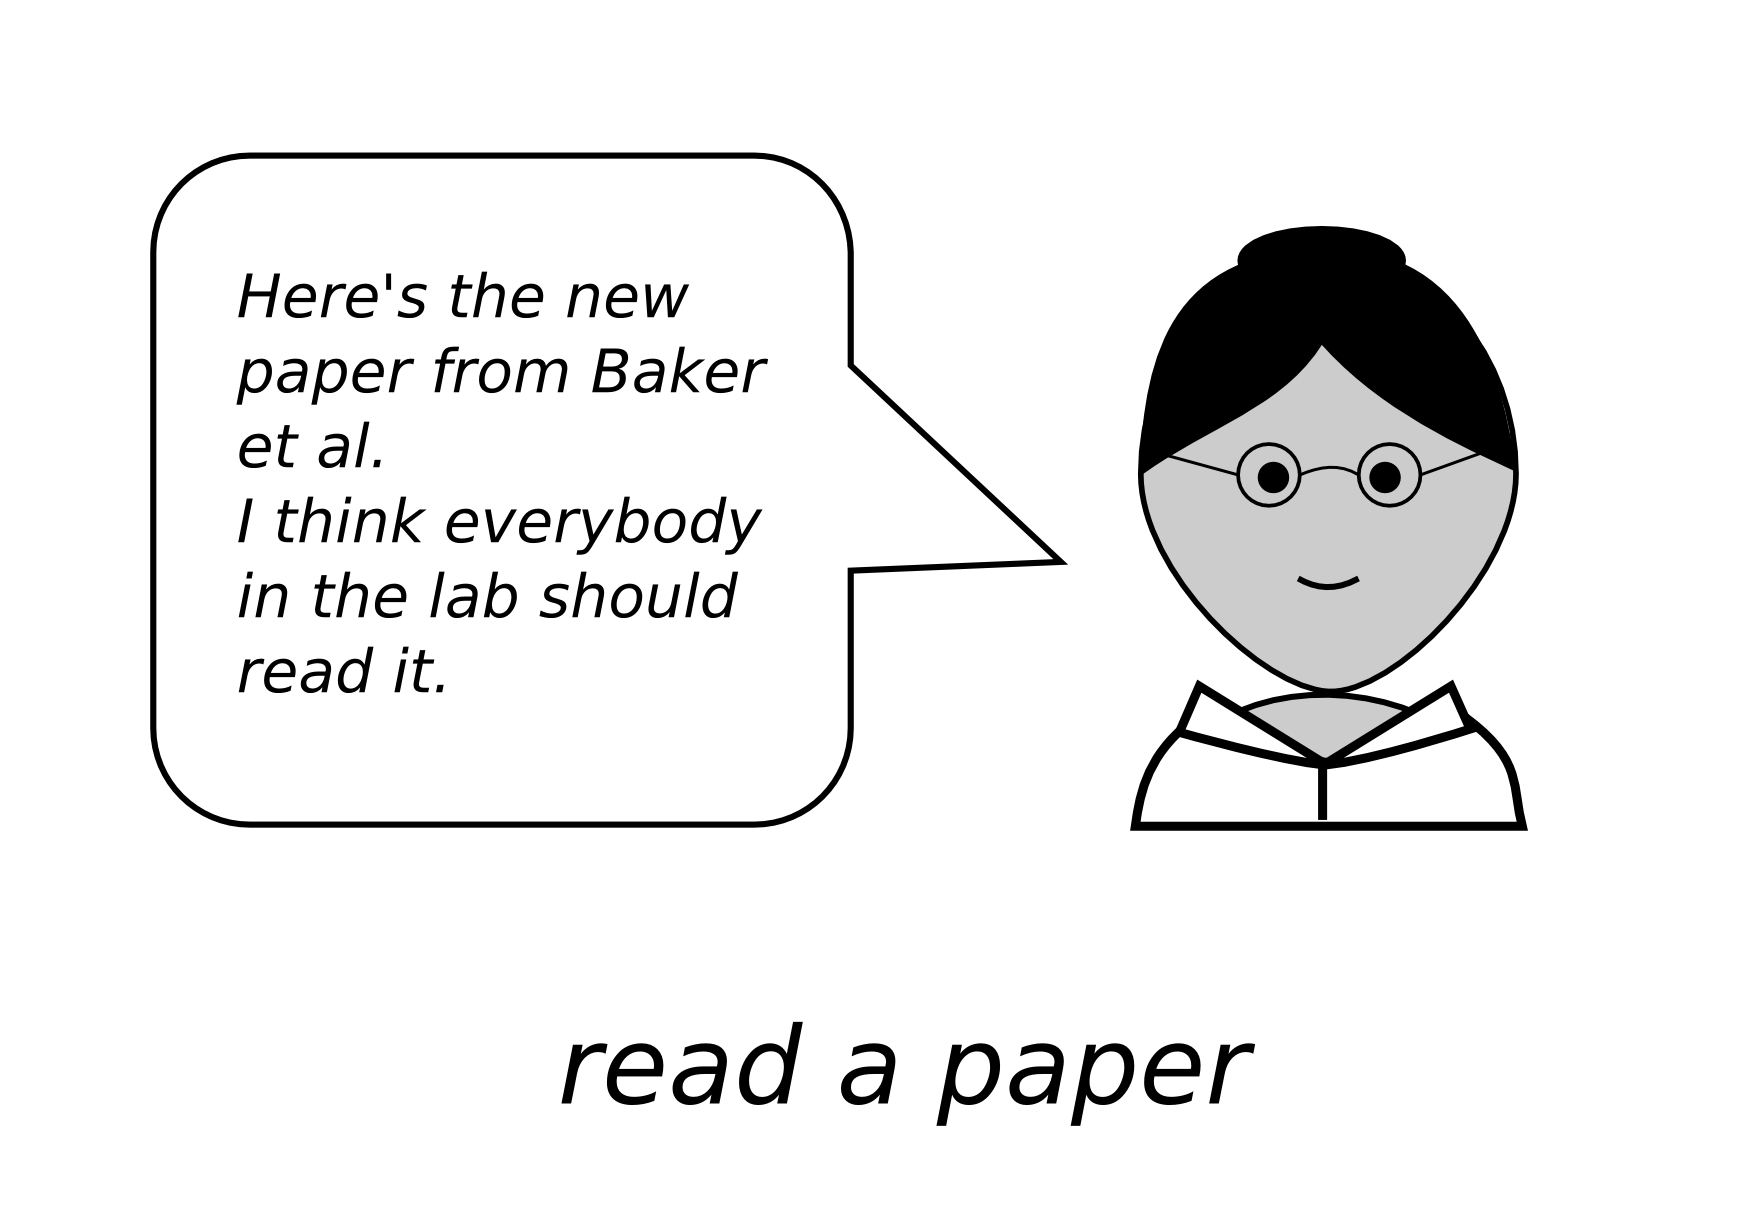 Here's the new
paper from Baker
et al.
I think everybody
in the lab should
read it.
read a paper